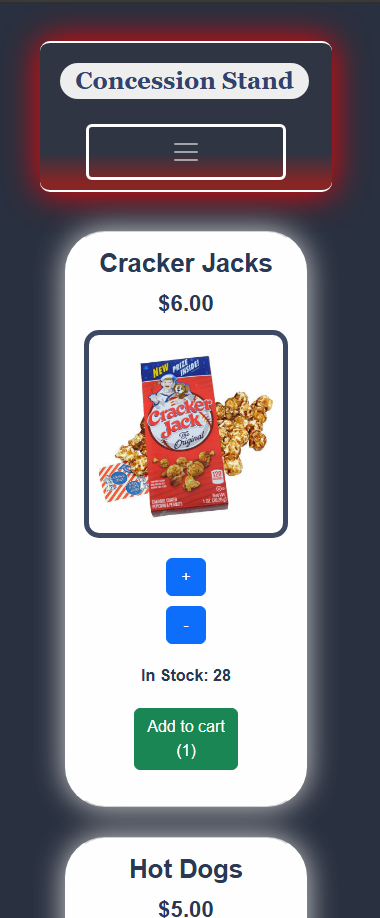 Concession Stand
Cracker Jacks
$6.00
NEW PRIZE INSIDE!
Cracker
Jack
The
Original
+
-
In Stock: 28
Add to cart
(1)
Hot Dogs
$5.00